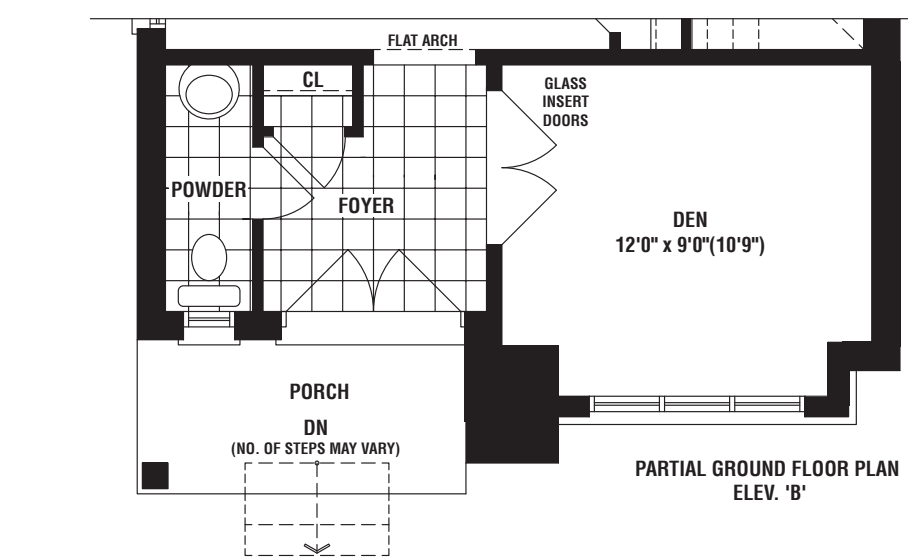 FLAT ARCH
CL
GLASS
INSERT
DOORS
POWDER
FOYER
DEN
12'0" x 9'0"(10'9")
PORCH
DN
(NO. OF STEPS MAY VARY)
PARTIAL GROUND FLOOR PLAN
ELEV. 'B'